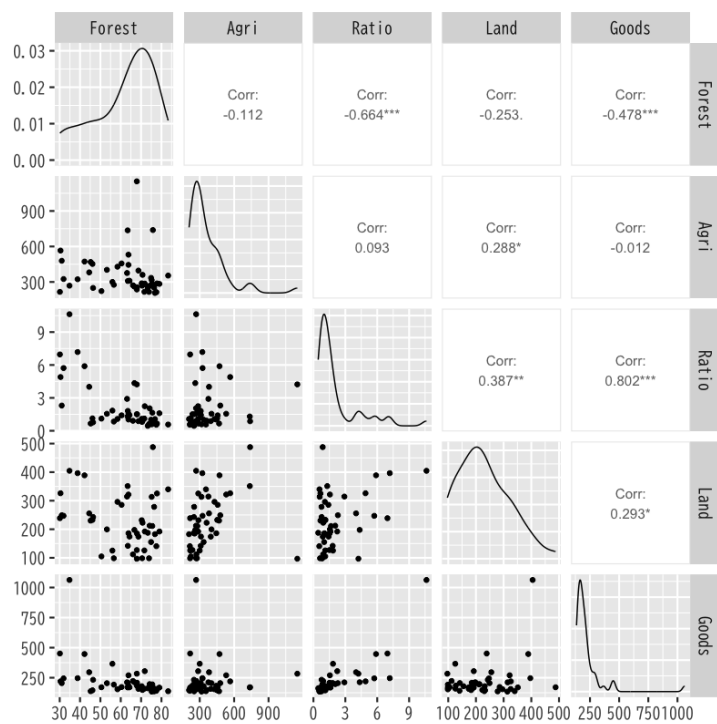 Forest Agri Ratio Land Goods
0.03
0.02
0.01
0.00
Corr:
-0.112
Corr:
-0.664***
Corr:
-0.253.
Corr:
-0.478***
Forest
900
600
300
Corr:
0.093
Corr:
0.288*
Corr:
-0.012
Agri
9
6
3
0
Corr:
0.387**
Corr:
0.802***
Ratio
500
400
300
200
100
Corr:
0.293*
Land
1000
750
500
250
Goods
30 40 50 60 70 80
300 600 900
0 3 6 9
100 200 300 400 500
250 500 750 1000